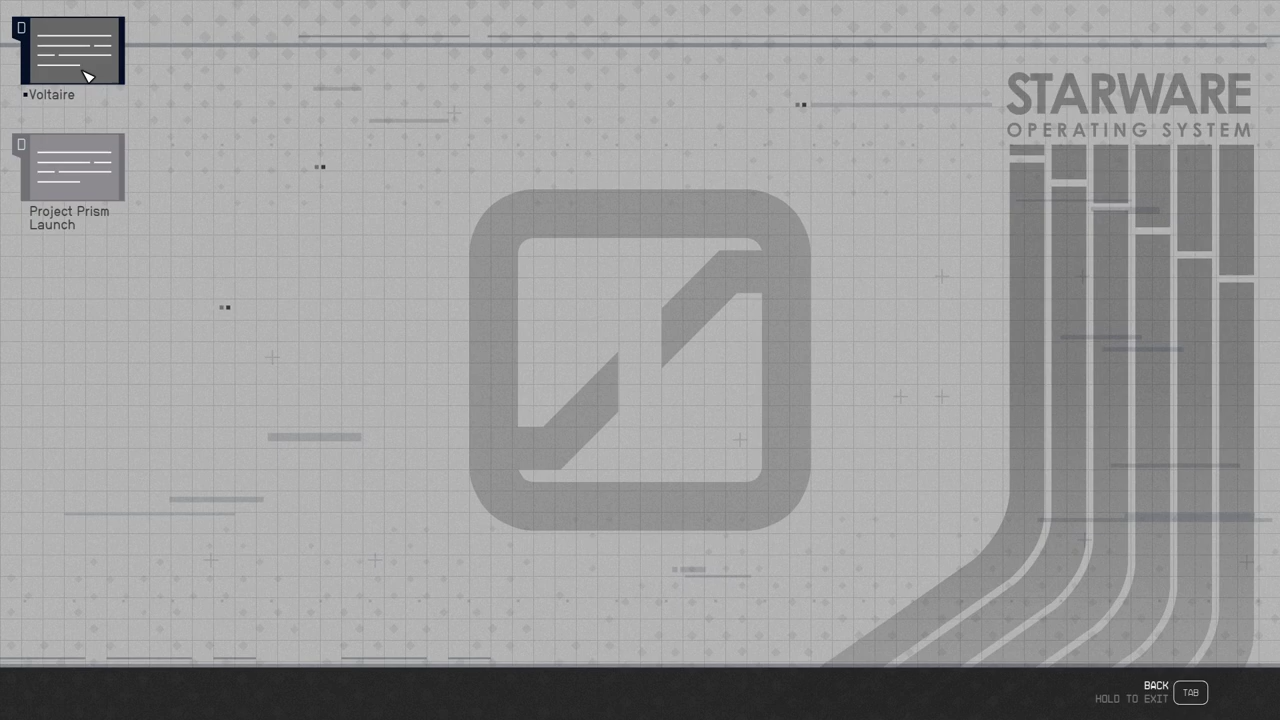 D
Voltaire
D
Project Prism
Launch
STARWARE
OPERATING SYSTEM
BACK
HOLD TO EXIT
TAB